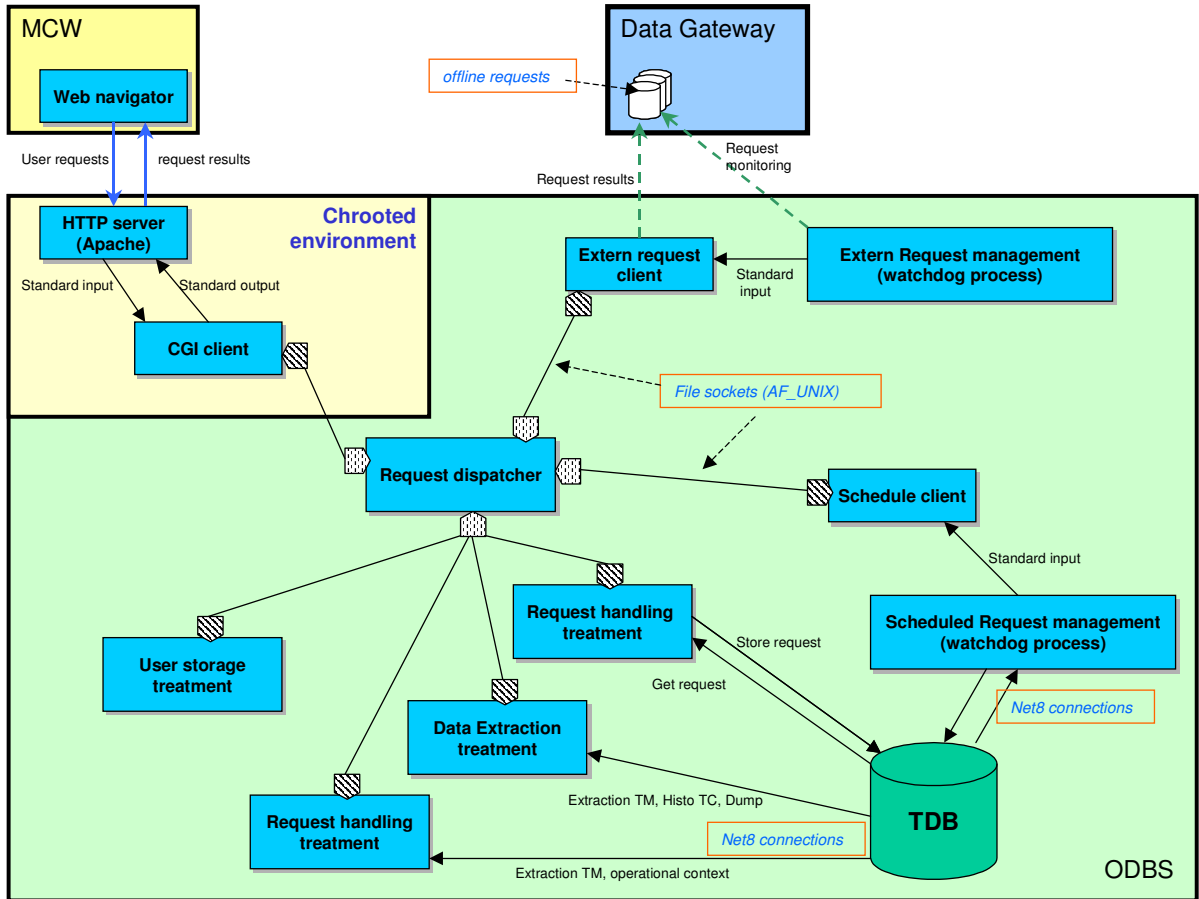 MCW
Web navigator
User requests
request results
Data Gateway
offline requests
Request
monitoring
Request results
Chrooted
environment
HTTP server
(Apache)
Standard input
Standard output
CGI client
Extern request
client
Standard
input
Extern Request management
(watchdog process)
File sockets (AF_UNIX)
Request dispatcher
Schedule client
Standard input
Request handling
treatment
Scheduled Request management
(watchdog process)
User storage
treatment
Store request
Get request
Net8 connections
Data Extraction
treatment
Extraction TM, Histo TC, Dump
TDB
Request handling
treatment
Net8 connections
Extraction TM, operational context
ODBS